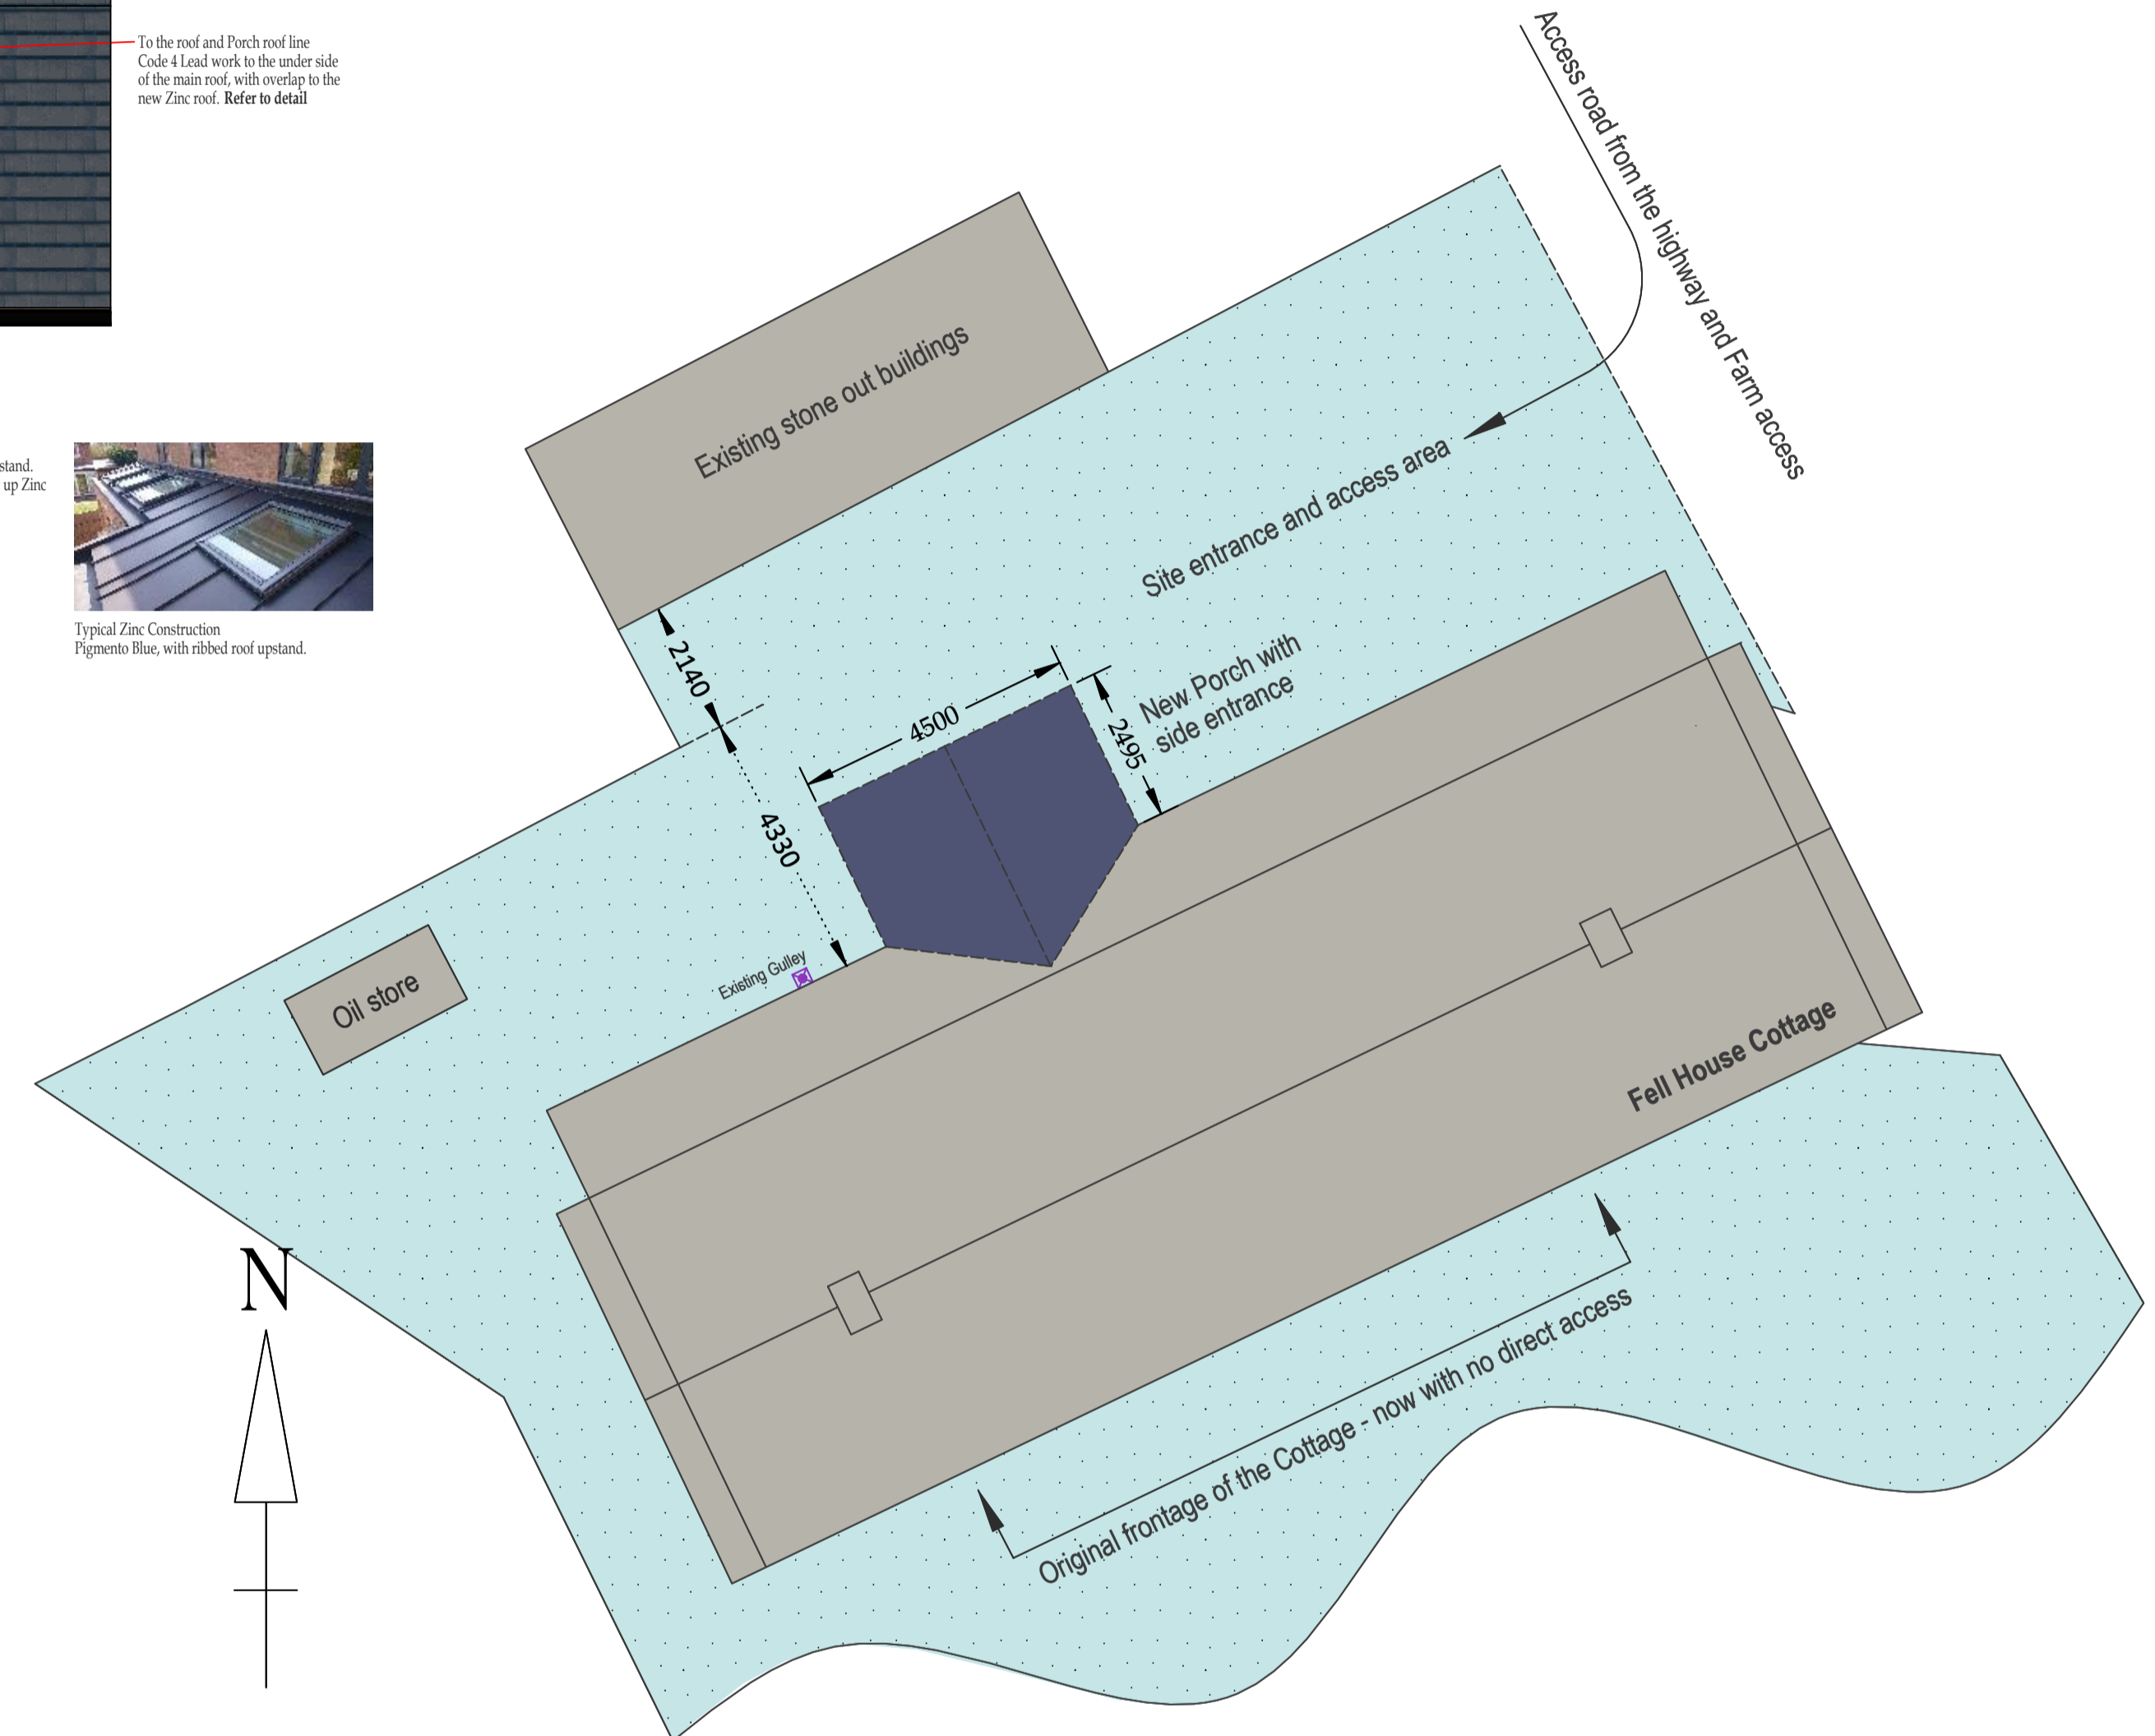 To the roof and Porch roof line
Code 4 Lead work to the under side
of the main roof, with overlap to the
new Zinc roof. Refer to detail
stand.
up Zinc
Typical Zinc Construction
Pigmento Blue, with ribbed roof upstand.
Access road from the highway and Farm access
Existing stone out buildings
Site entrance and access area
2140
4500
2495
New Porch with
side entrance
4330
Existing Gulley
Oil store
Fell House Cottage
N
Original frontage of the Cottage - now with no direct access